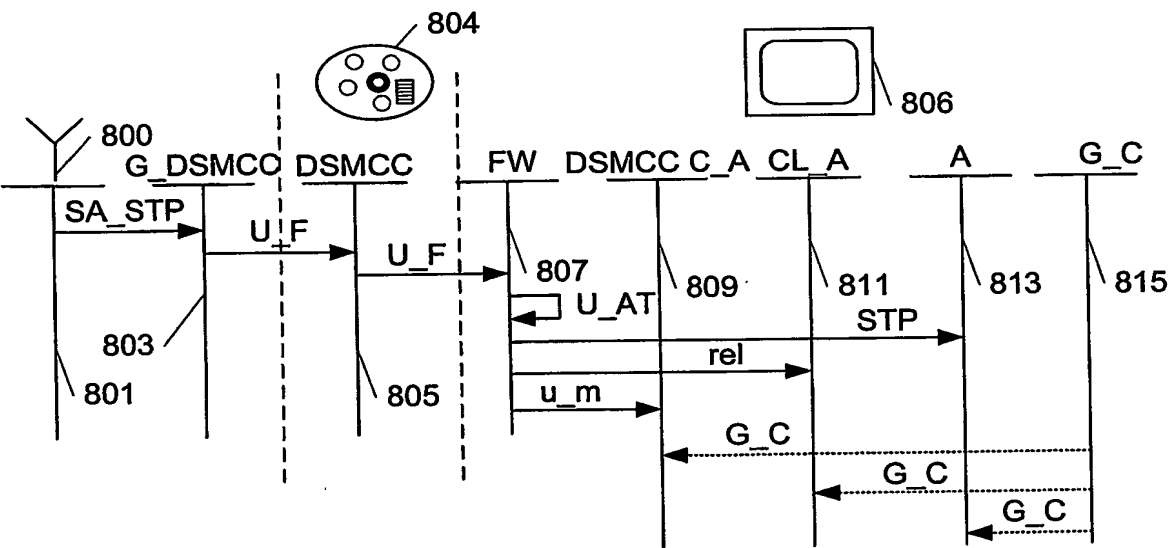 804
806
800
G_DSMCC DSMCC FW DSMCC C_A CL_A A G_C
SA_STP
U_F
U_F
807
809
811
813
815
U_AT
STP
803
rel
801
805
u_m
G_C
G_C
G_C